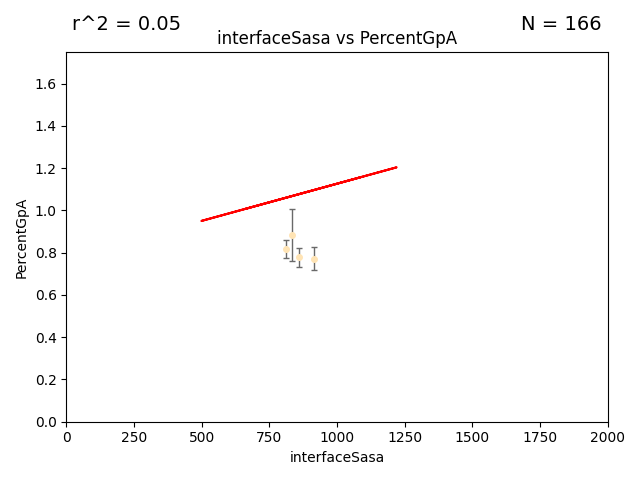 r^2 = 0.05
N = 166
interfaceSasa vs PercentGpA
PercentGpA
1.6
1.4
1.2
1.0
0.8
0.6
0.4
0.2
0.0
0 250 500 750 1000 1250 1500 1750 2000
interfaceSasa